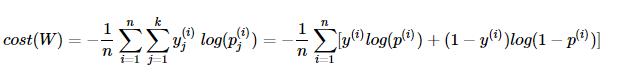 cost(W) = −\frac{1}{n} \sum_{i=1}^{n} \sum_{j=1}^{k} y_j^{(i)} log(p_j^{(i)}) = −\frac{1}{n} \sum_{i=1}^{n} [y^{(i)}log(p^{(i)}) + (1 − y^{(i)})log(1 − p^{(i)})]